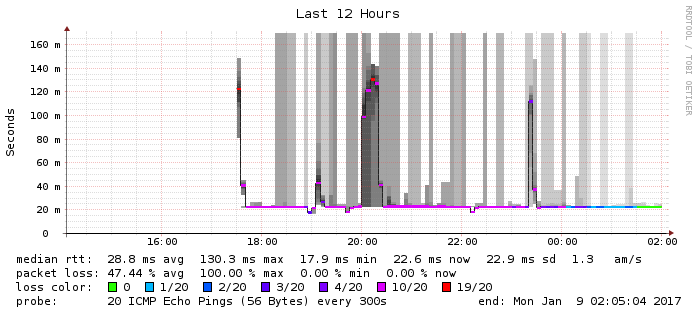 Last 12 Hours
RRDTOOL / TOBI OETIKER
Seconds
160 m
140 m
120 m
100 m
80 m
60 m
40 m
20 m
0
16:00 18:00 20:00 22:00 00:00 02:00
median rtt: 28.8 ms avg 130.3 ms max 17.9 ms min 22.6 ms now 22.9 ms sd 1.3 am/s
packet loss: 47.44 % avg 100.00 % max 0.00 % min 0.00 % now
loss color: 0 1/20 2/20 3/20 4/20 10/20 19/20
probe: 20 ICMP Echo Pings (56 Bytes) every 300s end: Mon Jan 9 02:05:04 2017